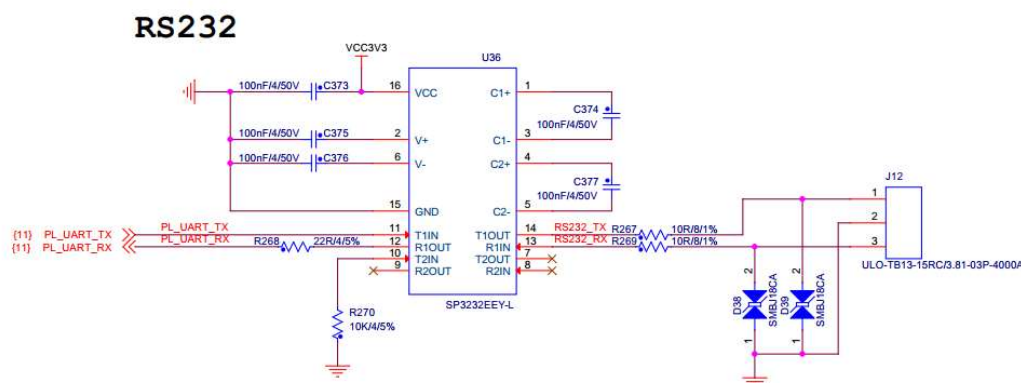 RS232
VCC3V3
U36
100nF/4/50V C373 16 VCC C1+ 1
C374
100nF/4/50V
100nF/4/50V C375 2 V+ C1- 3
100nF/4/50V C376 6 V- C2+ 4
C377
100nF/4/50V
15 GND C2- 5
J12
1
2
3
{11} PL_UART_TX PL_UART_TX 11 T1IN T1OUT 14 RS232_TX R267 10R/8/1%
{11} PL_UART_RX PL_UART_RX R268 22R/4/5% 12 R1OUT R1IN 13 RS232_RX R269 10R/8/1%
10 T2IN T2OUT 7
9 R2OUT R2IN 8
ULO-TB13-15RC/3.81-03P-4000A
SP3232EEY-L
R270
10K/4/5%
2 2
D38 SMBJ18CA
D39 SMBJ18CA
1 1